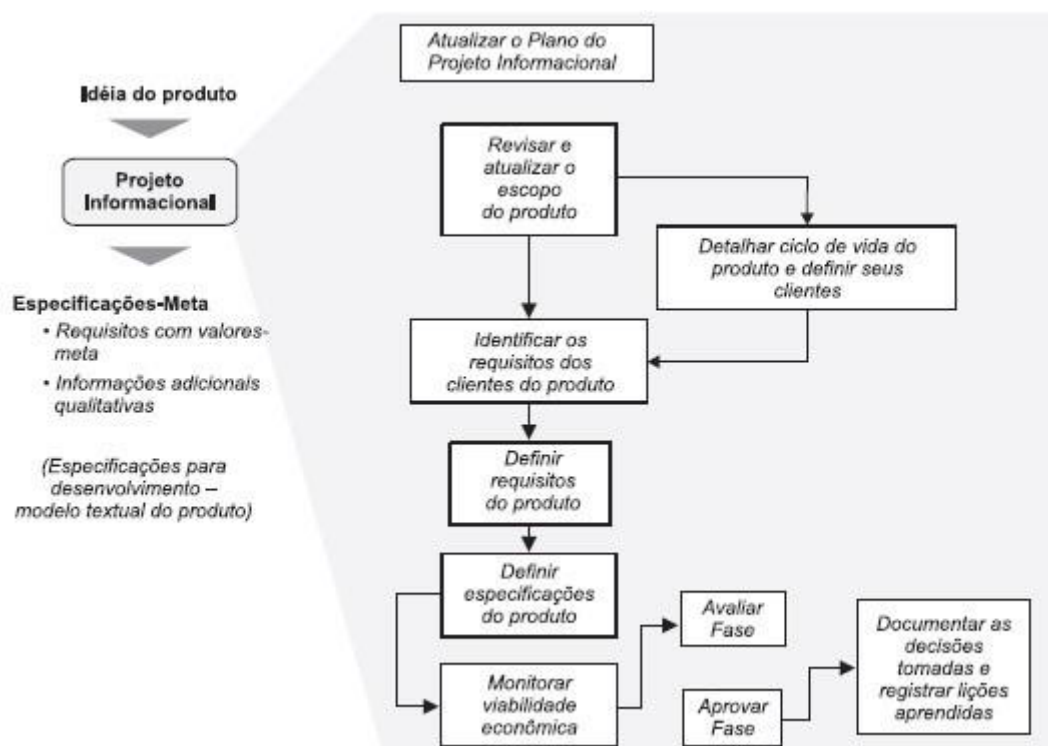 Idéia do produto
Projeto
Informacional
Especificações-Meta
• Requisitos com valores-
meta
• Informações adicionais
qualitativas
(Especificações para
desenvolvimento –
modelo textual do produto)
Atualizar o Plano do
Projeto Informacional
Revisar e
atualizar o
escopo
do produto
Detalhar ciclo de vida do
produto e definir seus
clientes
Identificar os
requisitos dos
clientes do produto
Definir
requisitos
do produto
Definir
especificações
do produto
Monitorar
viabilidade
econômica
Avaliar
Fase
Aprovar
Fase
Documentar as
decisões
tomadas e
registrar lições
aprendidas